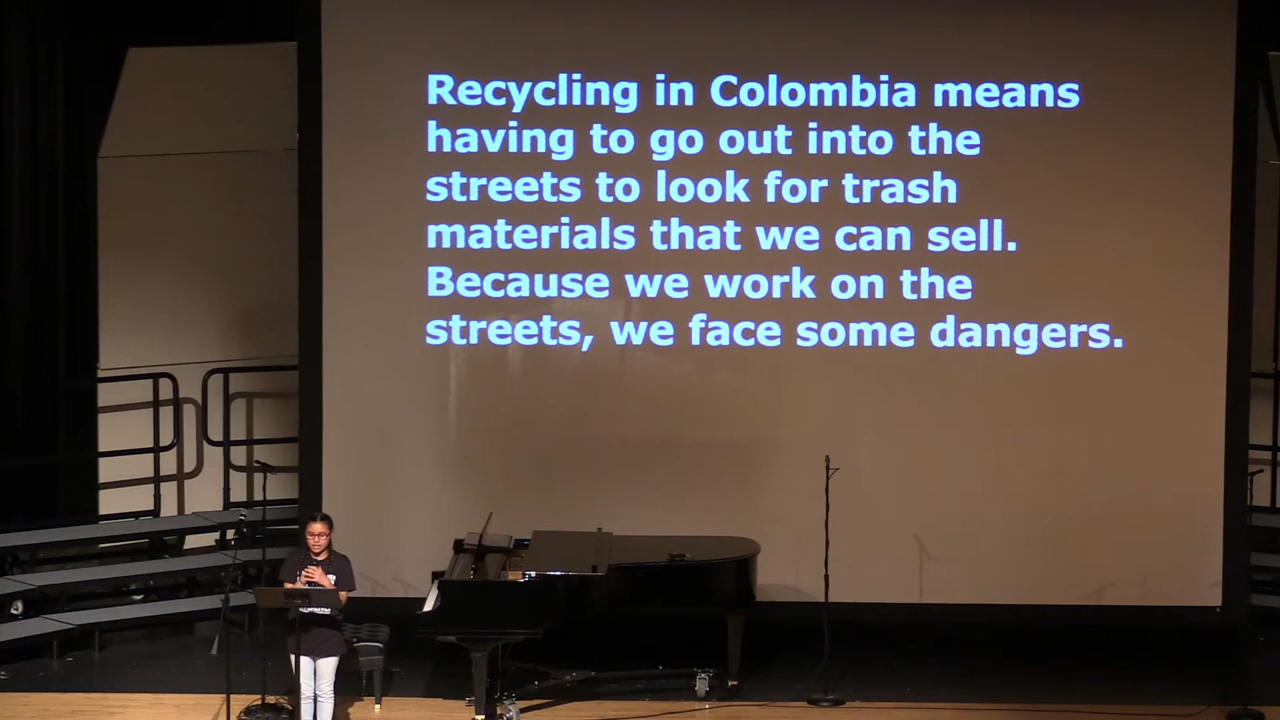 Recycling in Colombia means
having to go out into the
streets to look for trash
materials that we can sell.
Because we work on the
streets, we face some dangers.